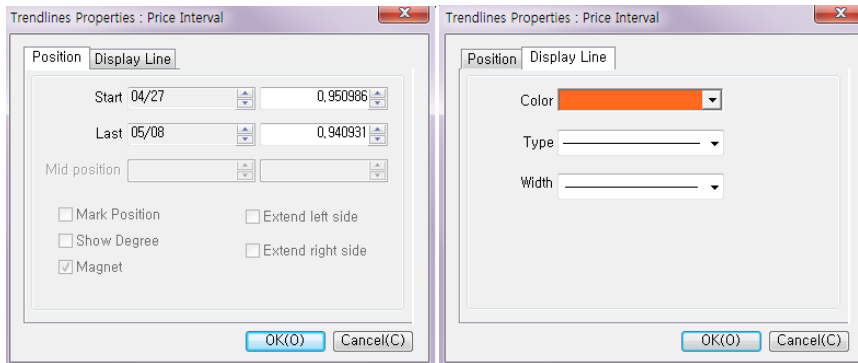 Trendlines Properties : Price Interval
Position Display Line
Start 04/27 0,950986
Last 05/08 0,940931
Mid position
Mark Position Extend left side
Show Degree
Extend right side
Magnet
OK(O) Cancel(C)
Trendlines Properties : Price Interval
Position Display Line
Color
Type
Width
OK(O) Cancel(C)